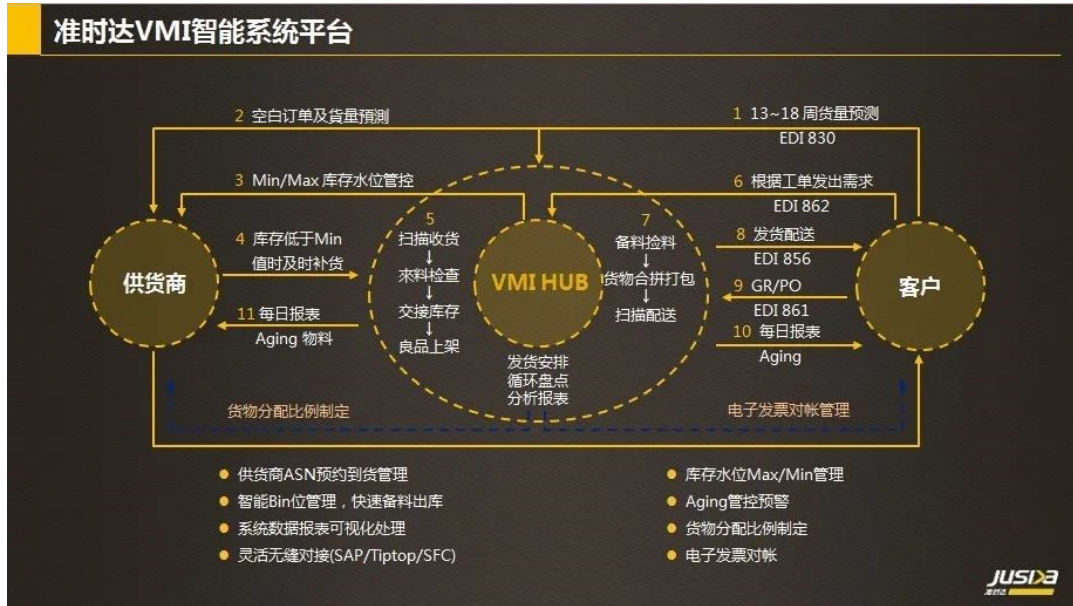 准时达VMI智能系统平台
2 空白订单及貨量預測
1 13~18 周货量预测
EDI 830
3 Min/Max 库存水位管控
6 根据工单发出需求
EDI 862
供货商
4 库存低于Min
值时及时补货
11 每日报表
Aging 物料
5
扫描收货
↓
來料检查
↓
交接库存
↓
良品上架
VMI HUB
发货安排
循环盘点
分析报表
7
备料捡料
↓
货物合拼打包
↓
扫描配送
8 发货配送
EDI 856
9 GR/PO
EDI 861
10 每日报表
Aging
客户
货物分配比例制定
电子发票对帐管理
● 供货商ASN预约到货管理
● 智能Bin位管理，快速备料出库
● 系统数据报表可视化处理
● 灵活无缝对接(SAP/Tiptop/SFC)
● 库存水位Max/Min管理
● Aging管控预警
● 货物分配比例制定
● 电子发票对帐
JUSDA
准时达